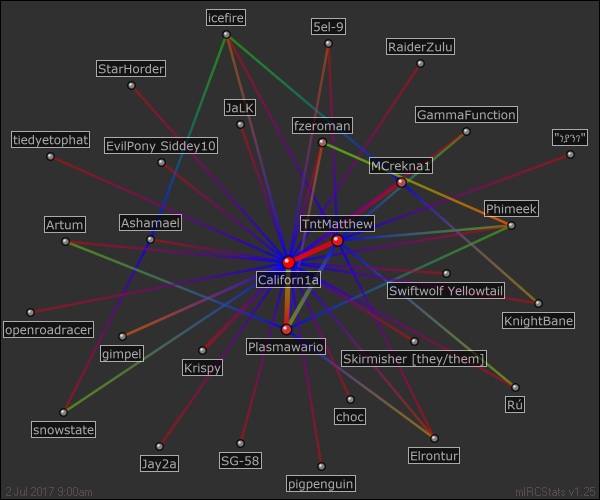 icefire
5el-9
RaiderZulu
StarHorder
JaLK
GammaFunction
fzeroman
tiedyetophat
EvilPony Siddey10
MCrekna1
Phimeek
Artum
Ashamael
TntMatthew
Californ1a
Swiftwolf Yellowtail
KnightBane
openroadracer
gimpel
Plasmawario
Krispy
Skirmisher [they/them]
Rú
choc
snowstate
Elrontur
Jay2a
SG-58
pigpenguin
2 Jul 2017 9:00am
mIRCStats v1.25